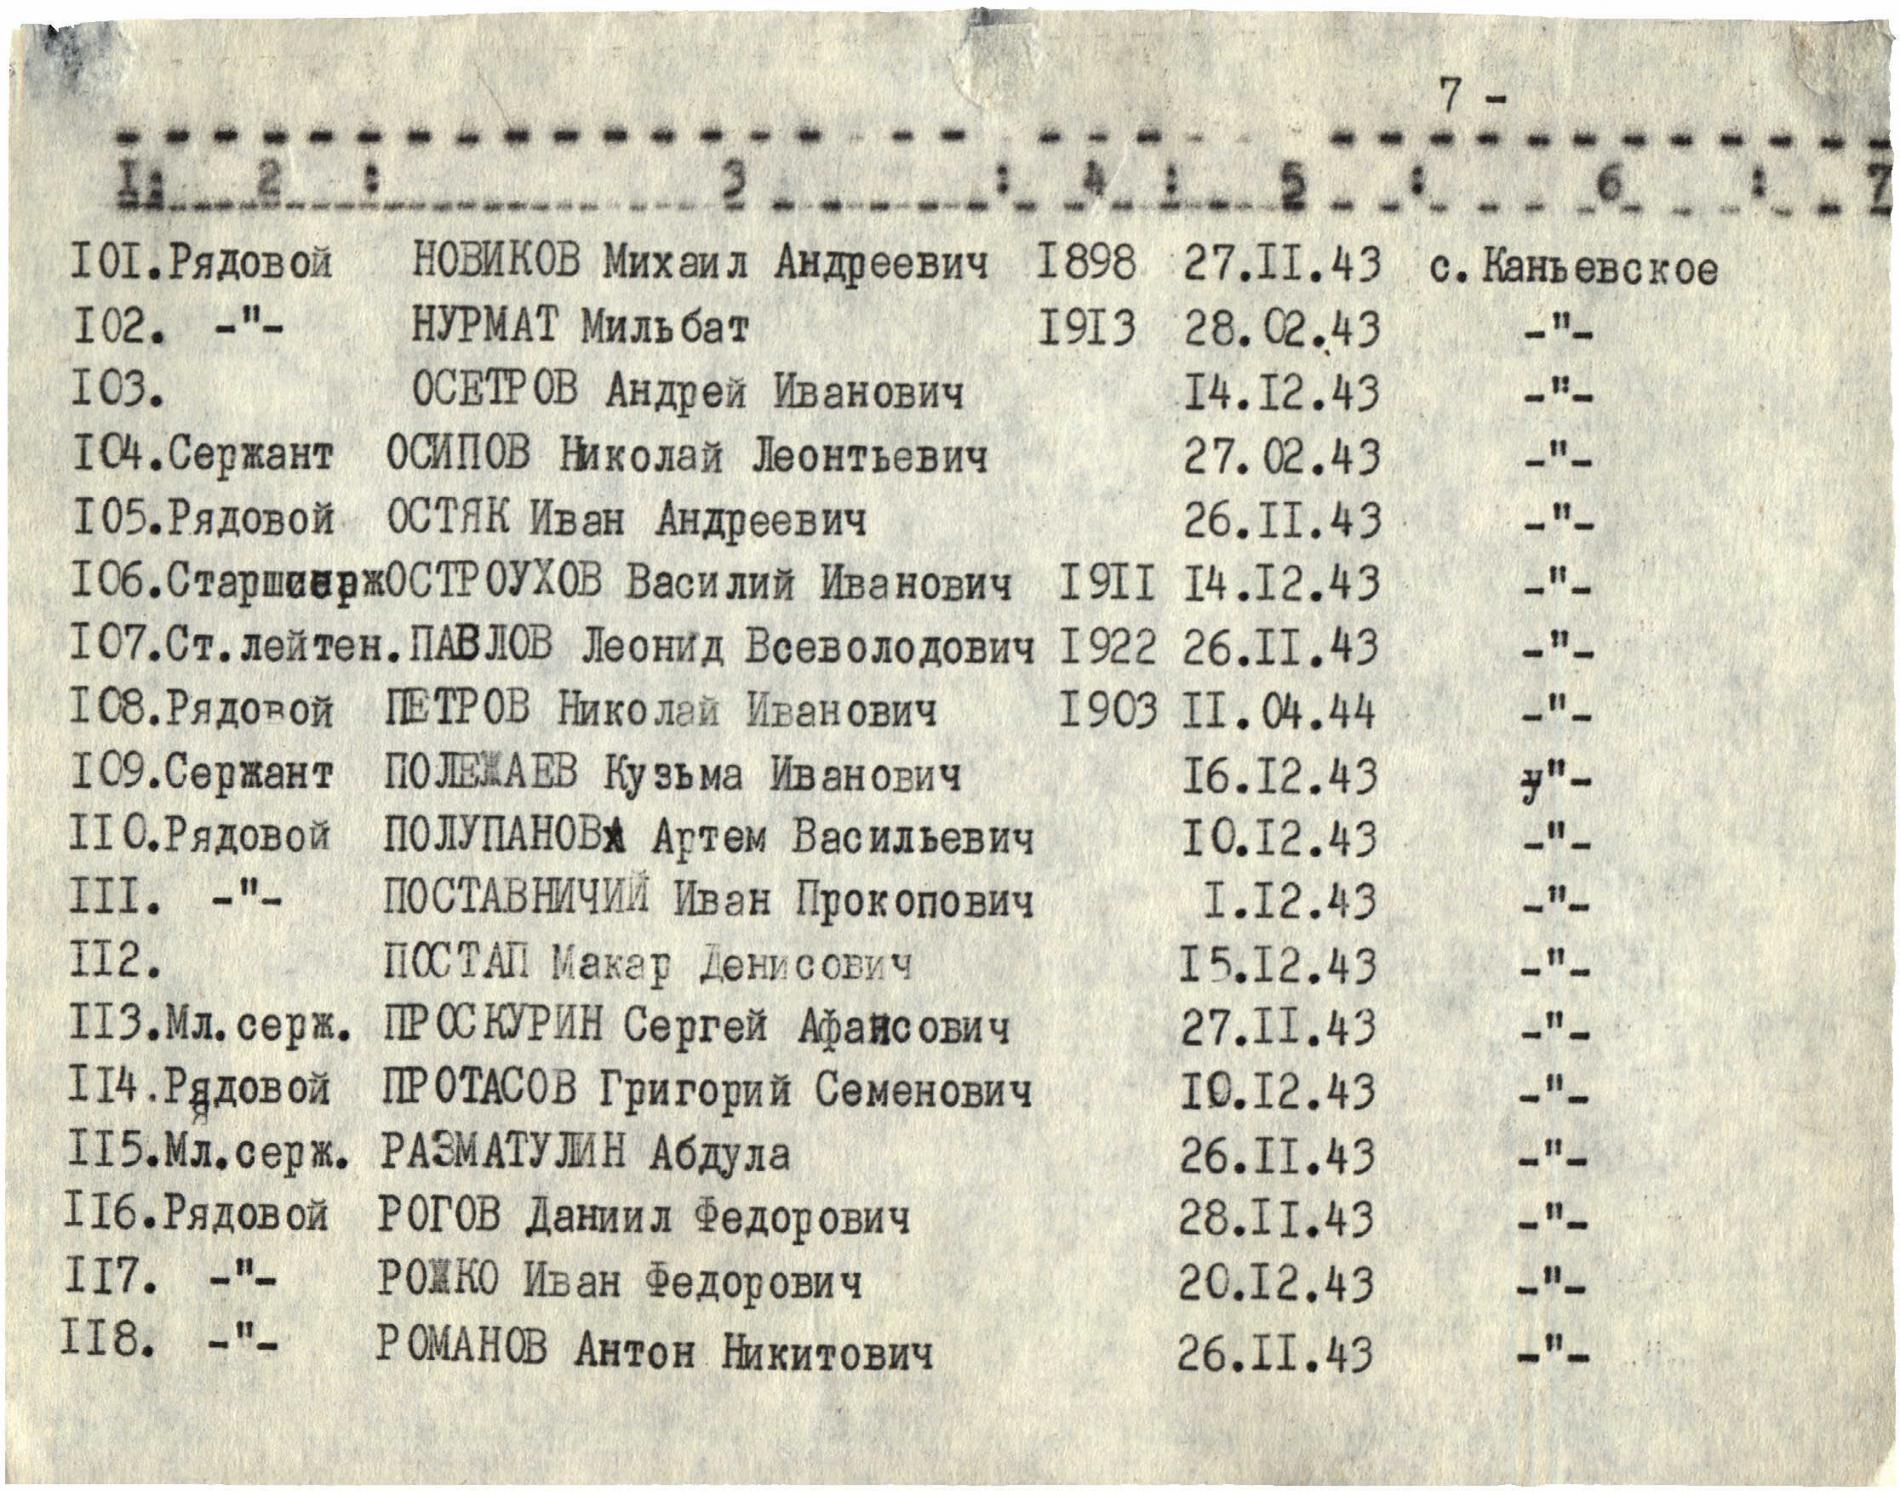 7 -
I: 2 : 3 : 4 : 5 : 6 : 7
I0I.Рядовой НОВИКОВ Михаил Андреевич I898 27.II.43 с.Каньевское
I02. -"- НУРМАТ Мильбат I9I3 28.02.43 -"-
I03. ОСЕТРОВ Андрей Иванович I4.I2.43 -"-
I04.Сержант ОСИПОВ Николай Леонтьевич 27.02.43 -"-
I05.Рядовой ОСТЯК Иван Андреевич 26.II.43 -"-
I06.Старшсерж ОСТРОУХОВ Василий Иванович I9II I4.I2.43 -"-
I07.Ст.лейтен. ПАВЛОВ Леонид Всеволодович I922 26.II.43 -"-
I08.Рядовой ПЕТРОВ Николай Иванович I903 II.04.44 -"-
I09.Сержант ПОЛЕЖАЕВ Кузьма Иванович I6.I2.43 -"-
II0.Рядовой ПОЛУПАНОВ Артем Васильевич I0.I2.43 -"-
III. -"- ПОСТАВНИЧИЙ Иван Прокопович I.I2.43 -"-
II2. ПОСТАП Макар Денисович I5.I2.43 -"-
II3.Мл.серж. ПРОСКУРИН Сергей Афансович 27.II.43 -"-
II4.Рядовой ПРОТАСОВ Григорий Семенович I0.I2.43 -"-
II5.Мл.серж. РАЗМАТУЛИН Абдула 26.II.43 -"-
II6.Рядовой РОГОВ Даниил Федорович 28.II.43 -"-
II7. -"- РОЖКО Иван Федорович 20.I2.43 -"-
II8. -"- РОМАНОВ Антон Никитович 26.II.43 -"-